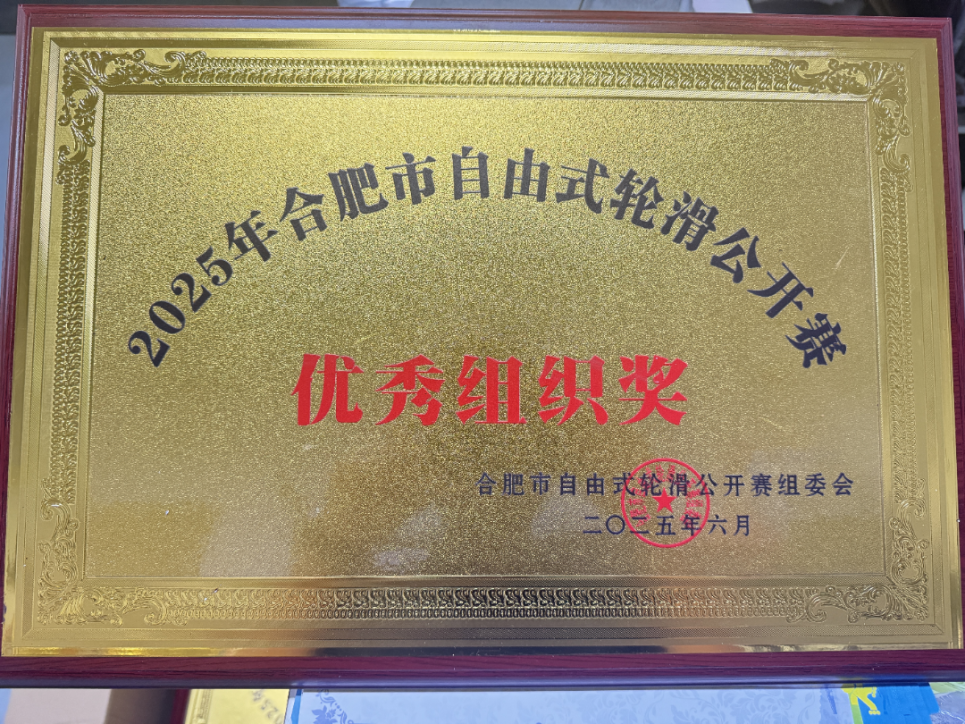 2025年合肥市自由式轮滑公开赛
优秀组织奖
合肥市自由式轮滑公开赛组委会
二〇二五年六月